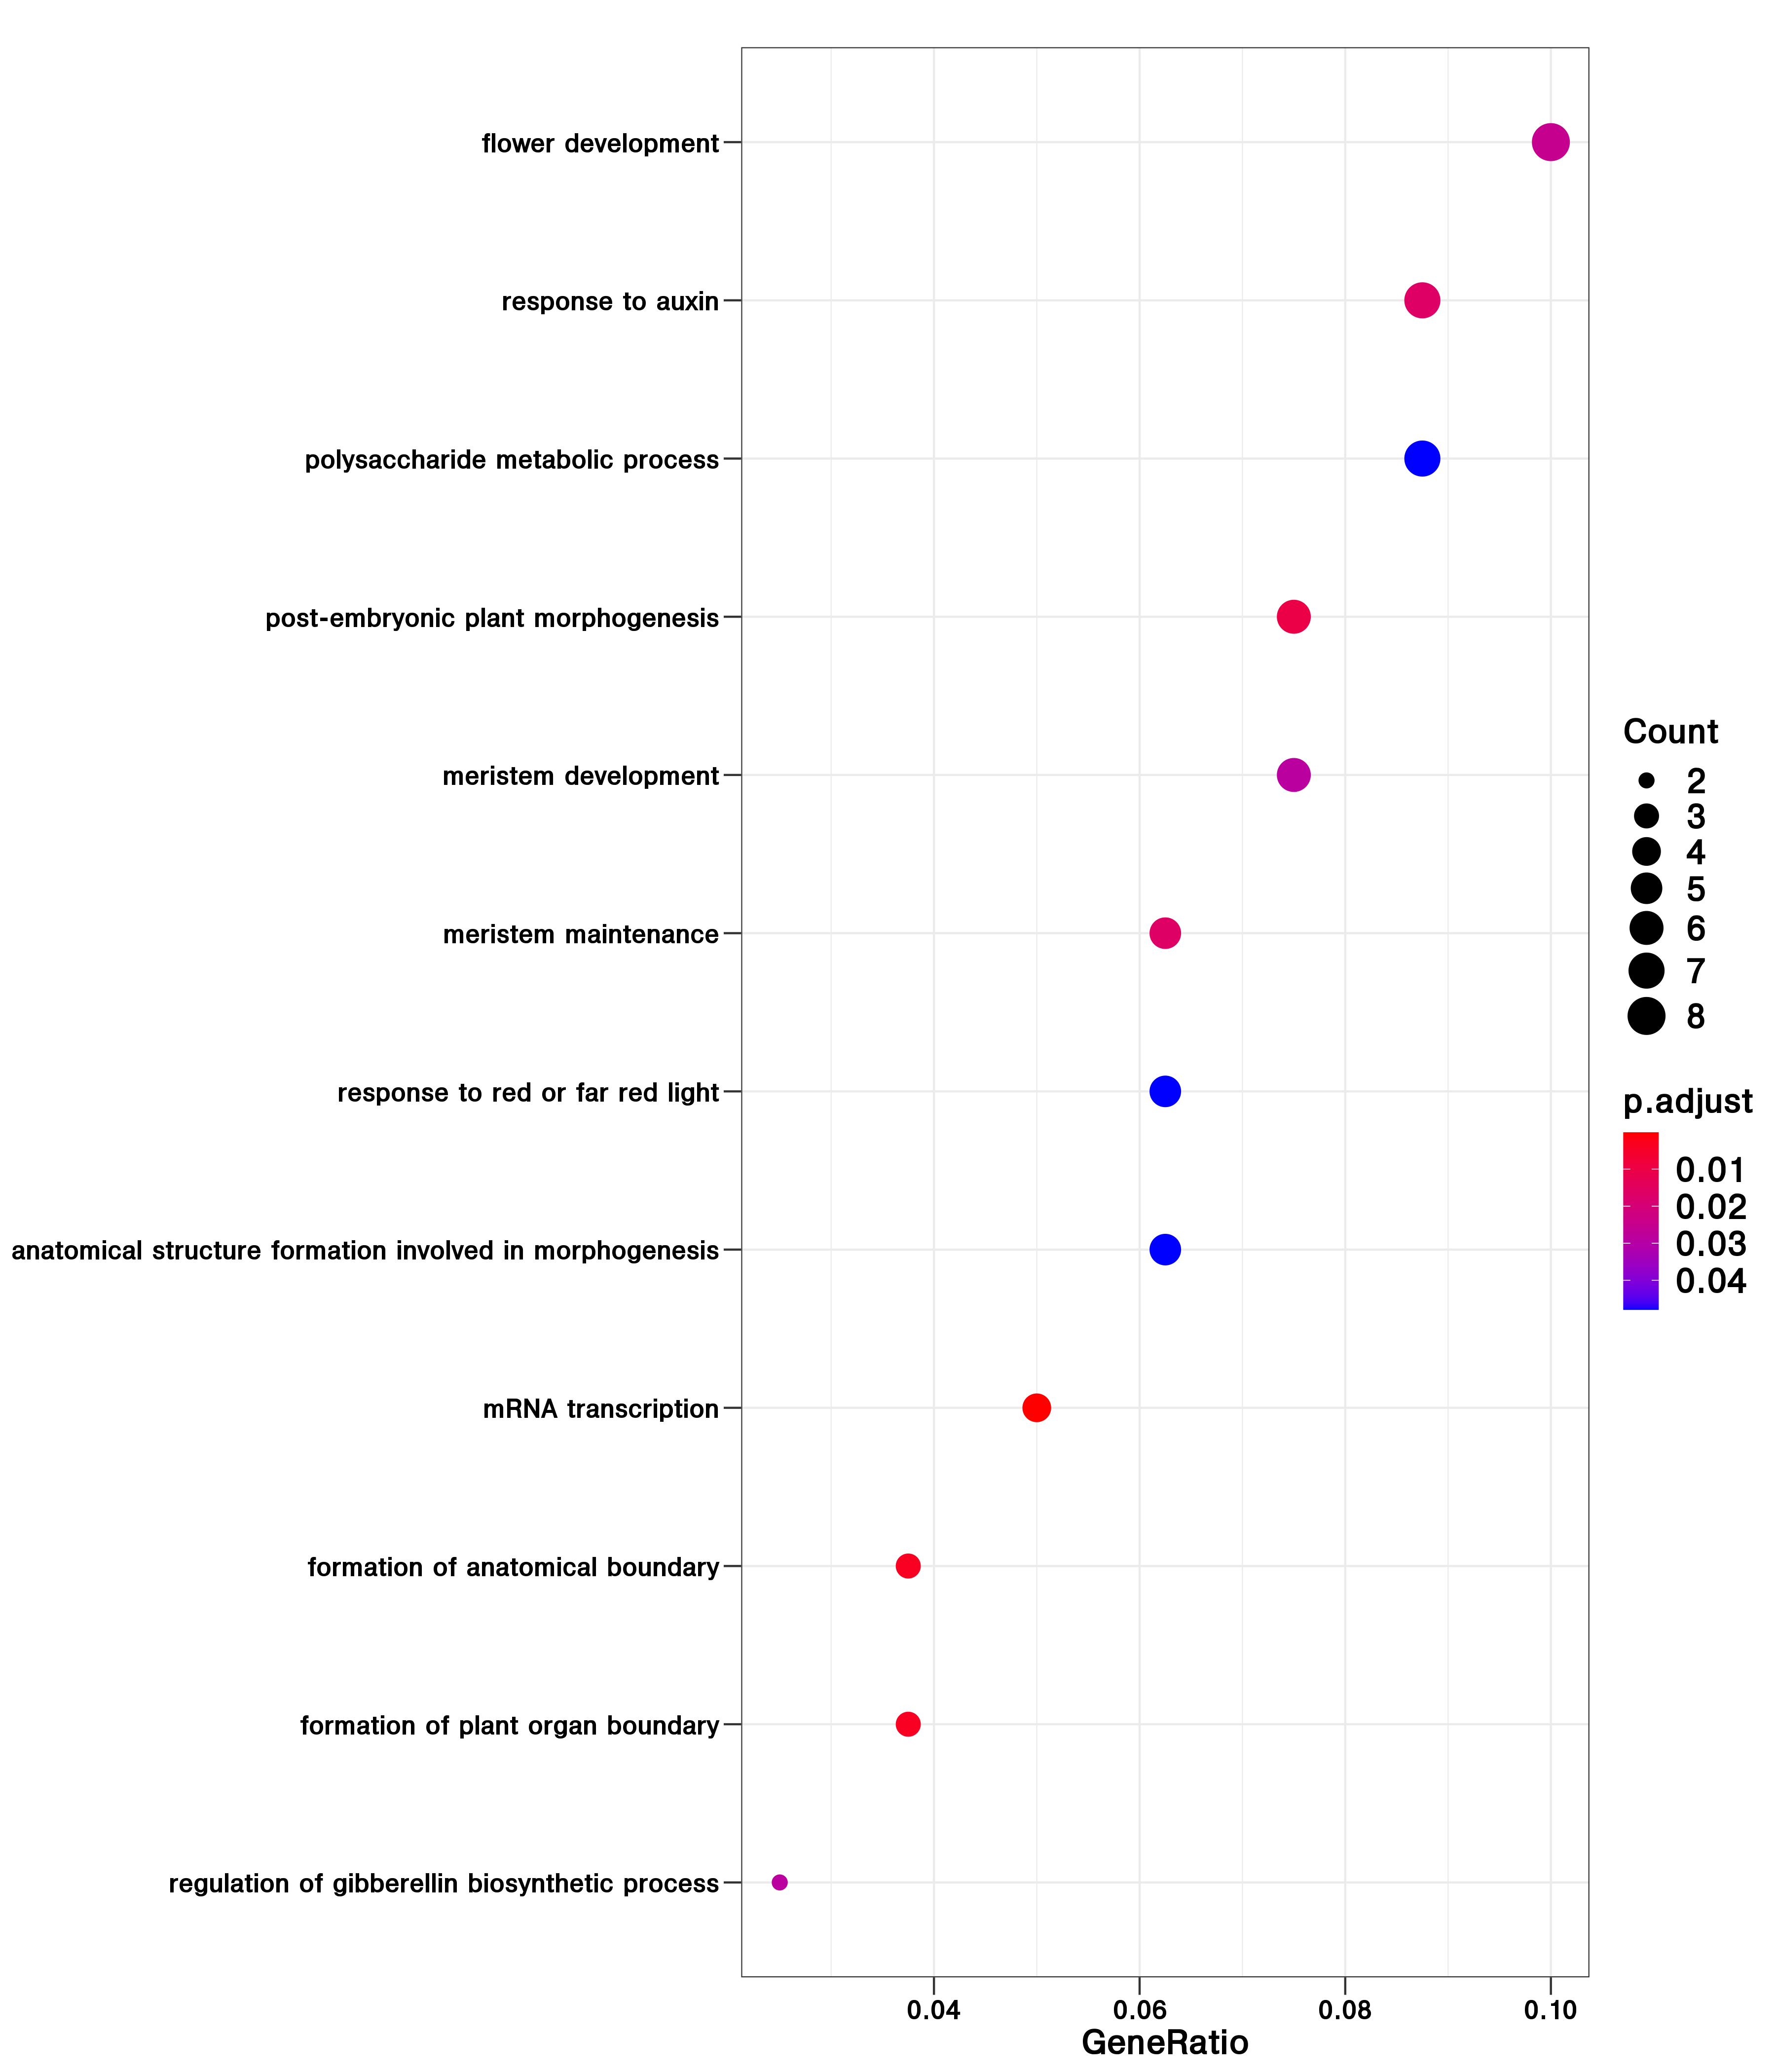 flower development
response to auxin
polysaccharide metabolic process
post-embryonic plant morphogenesis
meristem development
meristem maintenance
response to red or far red light
anatomical structure formation involved in morphogenesis
mRNA transcription
formation of anatomical boundary
formation of plant organ boundary
regulation of gibberellin biosynthetic process
0.04 0.06 0.08 0.10
GeneRatio
Count
2
3
4
5
6
7
8
p.adjust
0.01
0.02
0.03
0.04